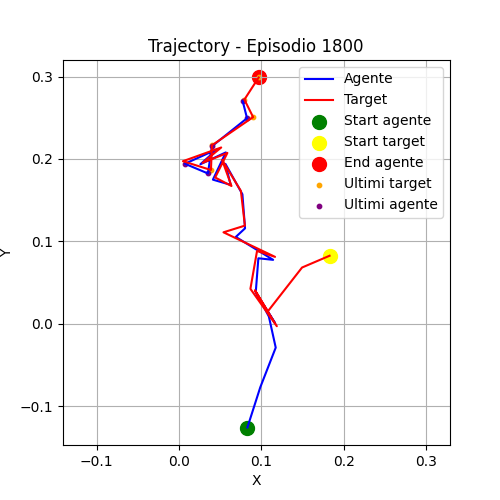 Trajectory - Episodio 1800
Agente
Target
Start agente
Start target
End agente
Ultimi target
Ultimi agente
0.3
0.2
0.1
0.0
−0.1
Y
−0.1
0.0
0.1
0.2
0.3
X